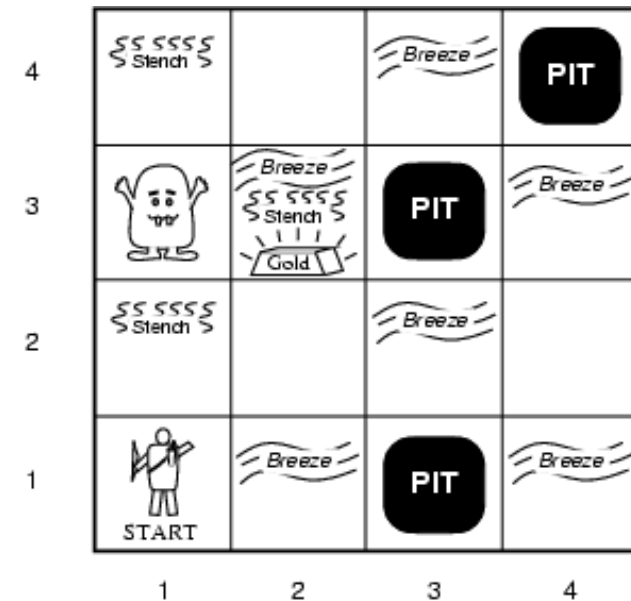 4
Stench
Breeze
PIT
3
Breeze
Stench
Gold
PIT
Breeze
2
Stench
Breeze
1
START
Breeze
PIT
Breeze
1 2 3 4